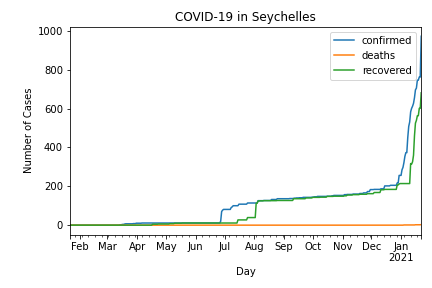 COVID-19 in Seychelles
confirmed
deaths
recovered
1000
800
600
400
200
0
Number of Cases
Feb Mar Apr May Jun Jul Aug Sep Oct Nov Dec Jan
2021
Day